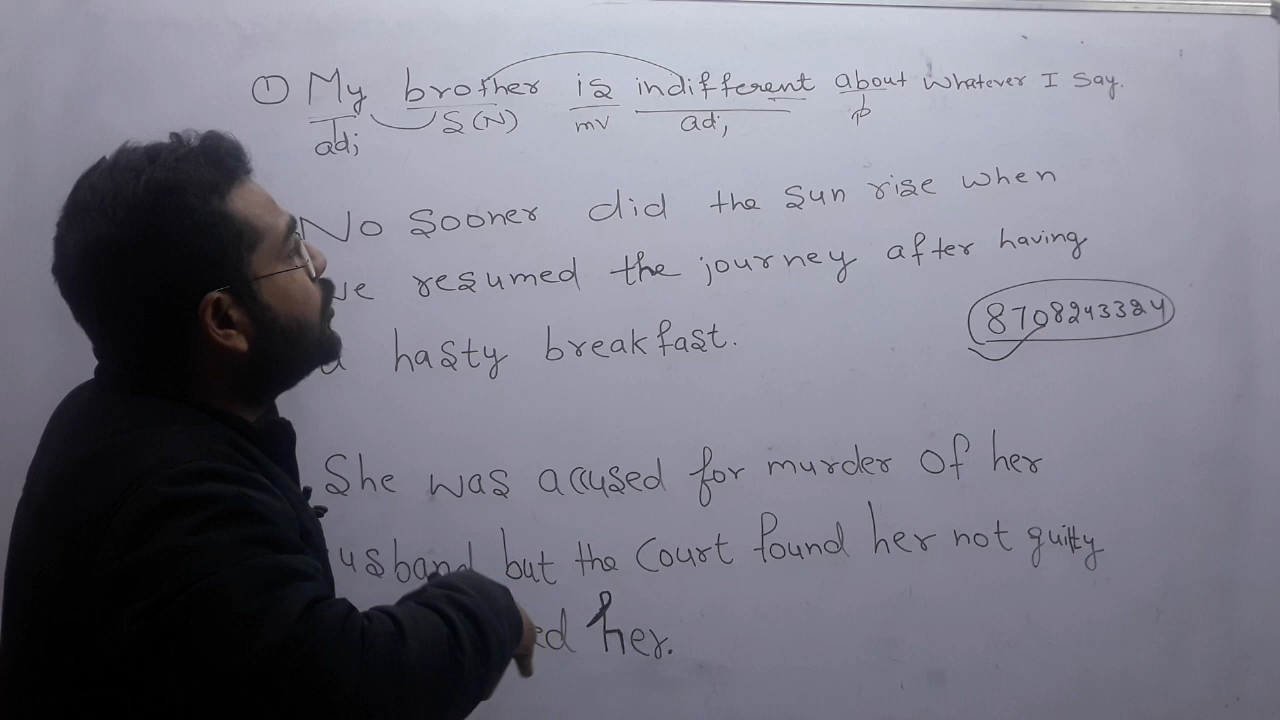 ① My brother is indifferent about whatever I say.
adj S(N) mv adj p
No sooner did the sun rise when
resumed the journey after having
8708243324
hasty breakfast.
She was accused for murder of her
but the Court found her not guilty
her.